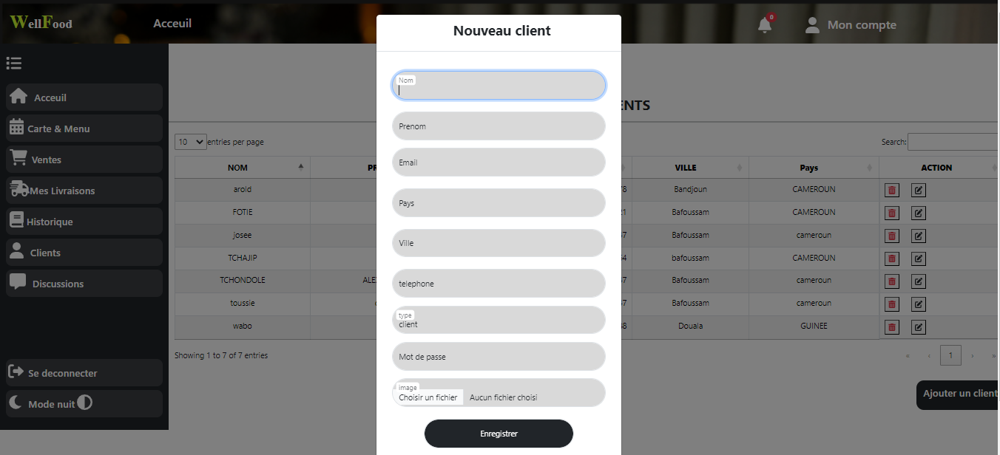 WellFood
Acceuil
0
Mon compte
Nouveau client
Acceuil
Carte & Menu
Ventes
Mes Livraisons
Historique
Clients
Discussions
Se deconnecter
Mode nuit
Nom
Prenom
Email
Pays
Ville
telephone
type
client
Mot de passe
image
Choisir un fichier Aucun fichier choisi
Enregistrer
ENTS
10 entries per page
Search:
NOM PR VILLE Pays ACTION
arold 78 Bandjoun CAMEROUN
FOTIE 21 Bafoussam CAMEROUN
josee 47 Bafoussam cameroun
TCHAJIP 54 bafoussam CAMEROUN
TCHONDOLE ALE 47 Bafoussam cameroun
toussie 47 Bafoussam cameroun
wabo Douala GUINEE
Showing 1 to 7 of 7 entries
« ‹ 1 › »
Ajouter un client